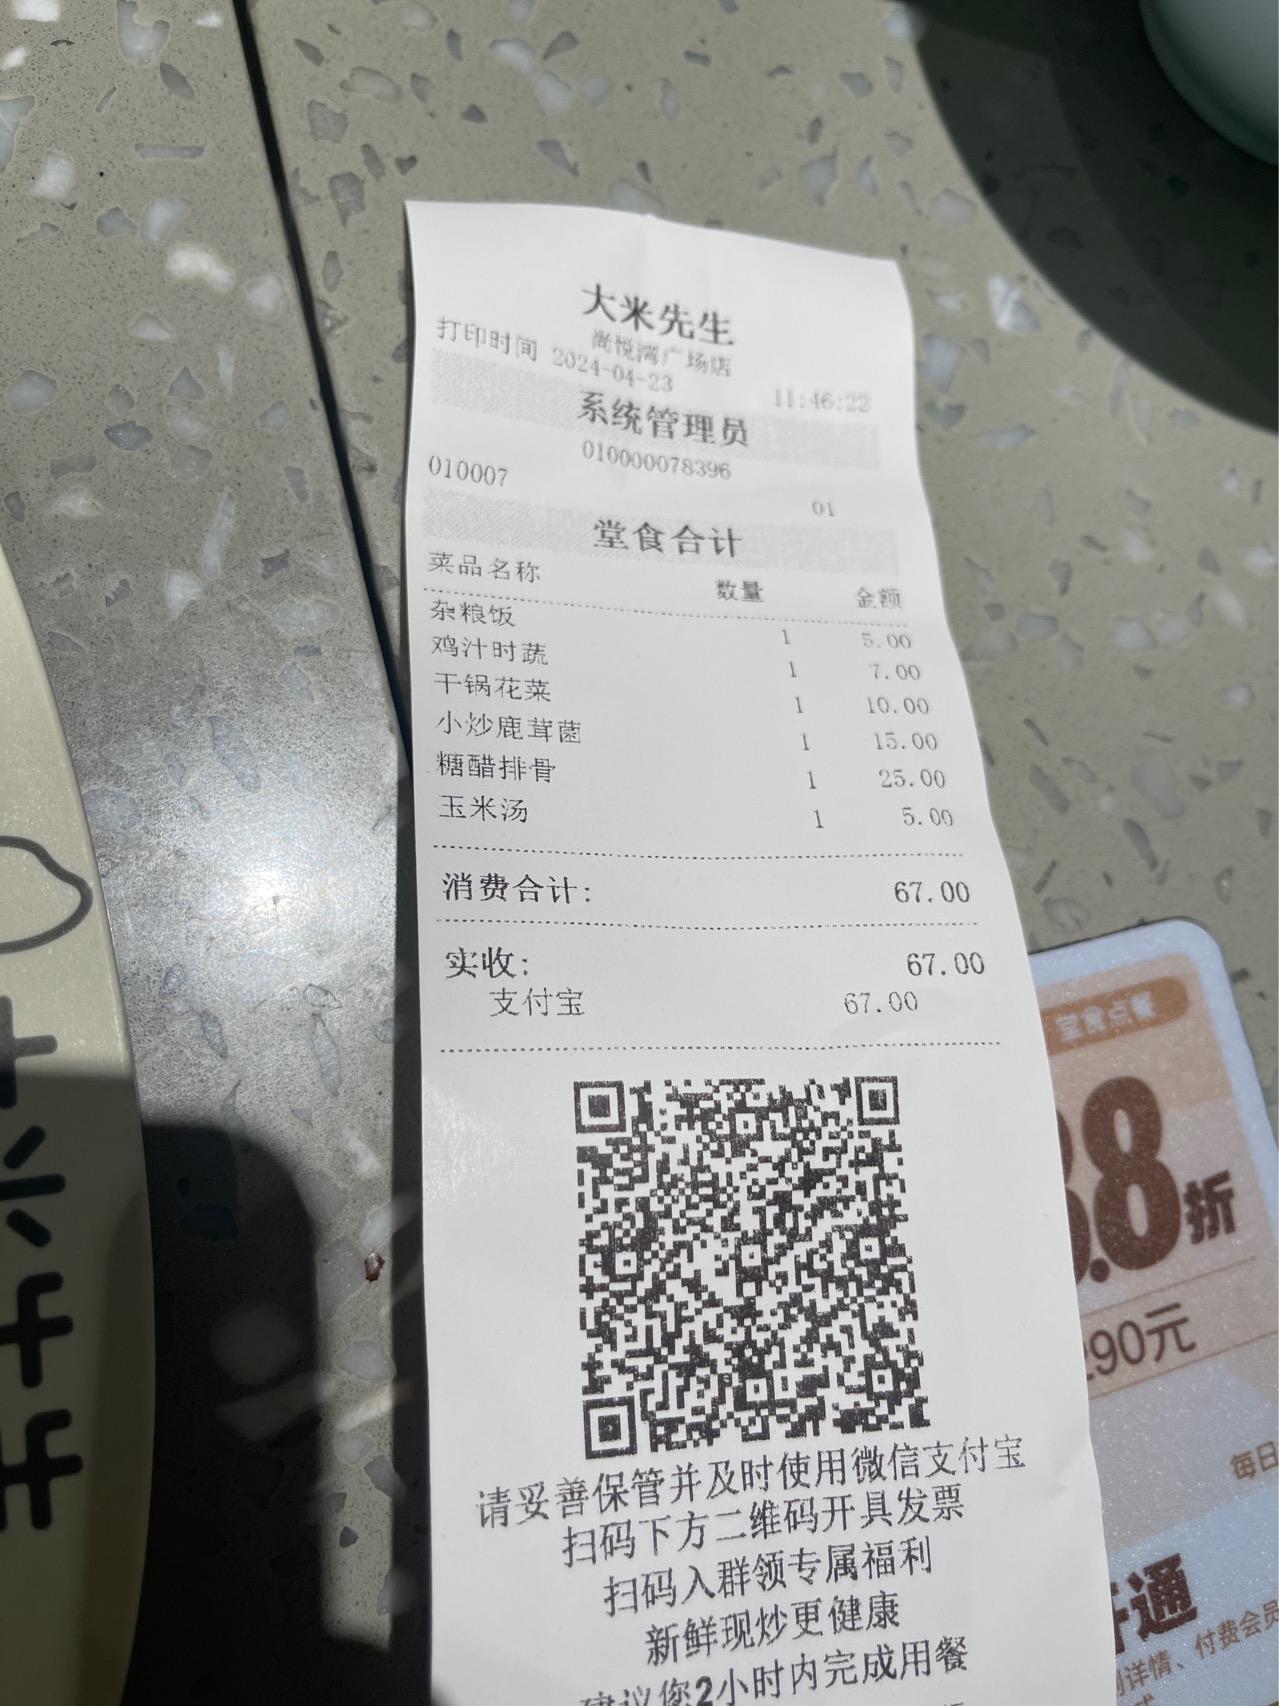 大米先生
尚悦湾广场店
打印时间 2024-04-23 11:46:22
系统管理员
010000078396
010007 01
堂食合计
菜品名称 数量 金额
杂粮饭 1 5.00
鸡汁时蔬 1 7.00
干锅花菜 1 10.00
小炒鹿茸菌 1 15.00
糖醋排骨 1 25.00
玉米汤 1 5.00
消费合计: 67.00
实收: 67.00
支付宝 67.00
请妥善保管并及时使用微信支付宝
扫码下方二维码开具发票
扫码入群领专属福利
新鲜现炒更健康
建议您2小时内完成用餐
堂食点餐
8.8折
90元
每日
通
详情、付费会员
米先生